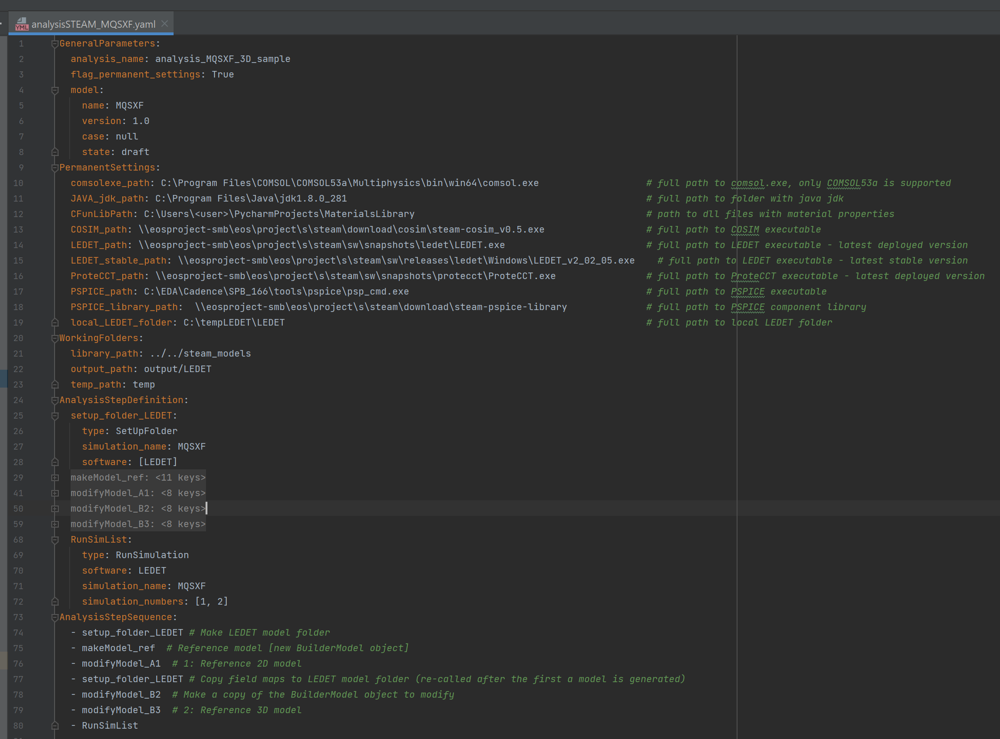 analysisSTEAM_MQSXF.yaml
1 GeneralParameters:
2 analysis_name: analysis_MQSXF_3D_sample
3 flag_permanent_settings: True
4 model:
5 name: MQSXF
6 version: 1.0
7 case: null
8 state: draft
9 PermanentSettings:
10 comsolexe_path: C:\Program Files\COMSOL\COMSOL53a\Multiphysics\bin\win64\comsol.exe # full path to comsol.exe, only COMSOL53a is supported
11 JAVA_jdk_path: C:\Program Files\Java\jdk1.8.0_281 # full path to folder with java jdk
12 CFunLibPath: C:\Users\<user>\PycharmProjects\MaterialsLibrary # path to dll files with material properties
13 COSIM_path: \\eosproject-smb\eos\project\s\steam\download\cosim\steam-cosim_v0.5.exe # full path to COSIM executable
14 LEDET_path: \\eosproject-smb\eos\project\s\steam\sw\snapshots\ledet\LEDET.exe # full path to LEDET executable - latest deployed version
15 LEDET_stable_path: \\eosproject-smb\eos\project\s\steam\sw\releases\ledet\Windows\LEDET_v2_02_05.exe # full path to LEDET executable - latest stable version
16 ProteCCT_path: \\eosproject-smb\eos\project\s\steam\sw\snapshots\protecct\ProteCCT.exe # full path to ProteCCT executable - latest deployed version
17 PSPICE_path: C:\EDA\Cadence\SPB_166\tools\pspice\psp_cmd.exe # full path to PSPICE executable
18 PSPICE_library_path: \\eosproject-smb\eos\project\s\steam\download\steam-pspice-library # full path to PSPICE component library
19 local_LEDET_folder: C:\tempLEDET\LEDET # full path to local LEDET folder
20 WorkingFolders:
21 library_path: ../../steam_models
22 output_path: output/LEDET
23 temp_path: temp
24 AnalysisStepDefinition:
25 setup_folder_LEDET:
26 type: SetUpFolder
27 simulation_name: MQSXF
28 software: [LEDET]
29 makeModel_ref: <11 keys>
41 modifyModel_A1: <8 keys>
50 modifyModel_B2: <8 keys>
59 modifyModel_B3: <8 keys>
68 RunSimList:
69 type: RunSimulation
70 software: LEDET
71 simulation_name: MQSXF
72 simulation_numbers: [1, 2]
73 AnalysisStepSequence:
74 - setup_folder_LEDET # Make LEDET model folder
75 - makeModel_ref # Reference model [new BuilderModel object]
76 - modifyModel_A1 # 1: Reference 2D model
77 - setup_folder_LEDET # Copy field maps to LEDET model folder (re-called after the first a model is generated)
78 - modifyModel_B2 # Make a copy of the BuilderModel object to modify
79 - modifyModel_B3 # 2: Reference 3D model
80 - RunSimList